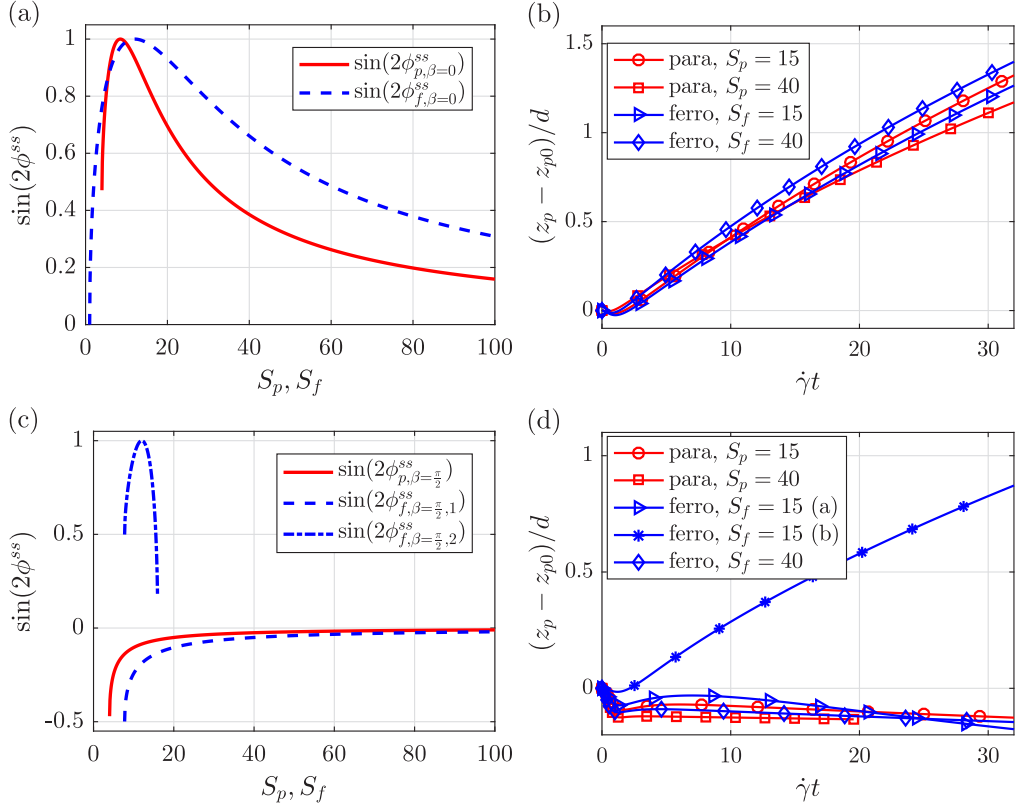 (a)
sin(2ϕ^{ss})
1
0.8
0.6
0.4
0.2
0
0 20 40 60 80 100
S_p, S_f
sin(2ϕ^{ss}_{p,β=0})
sin(2ϕ^{ss}_{f,β=0})
(b)
(z_p − z_{p0})/d
1.5
1
0.5
0
0 10 20 30
γ̇t
para, S_p = 15
para, S_p = 40
ferro, S_f = 15
ferro, S_f = 40
(c)
sin(2ϕ^{ss})
1
0.5
0
-0.5
0 20 40 60 80 100
S_p, S_f
sin(2ϕ^{ss}_{p,β=π/2})
sin(2ϕ^{ss}_{f,β=π/2,1})
sin(2ϕ^{ss}_{f,β=π/2,2})
(d)
(z_p − z_{p0})/d
1
0.5
0
0 10 20 30
γ̇t
para, S_p = 15
para, S_p = 40
ferro, S_f = 15 (a)
ferro, S_f = 15 (b)
ferro, S_f = 40